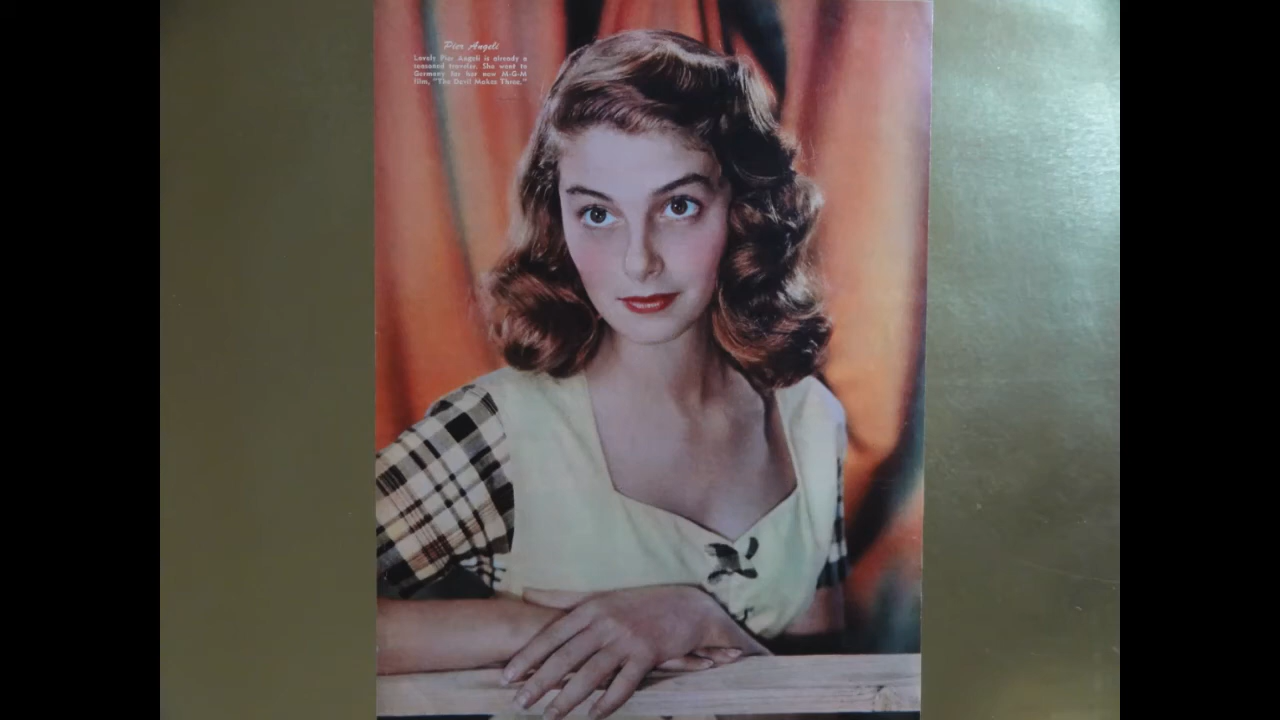 Pier Angeli
Lovely Pier Angeli is already a
seasoned traveler. She went to
Germany for her new M-G-M
film, "The Devil Makes Three."